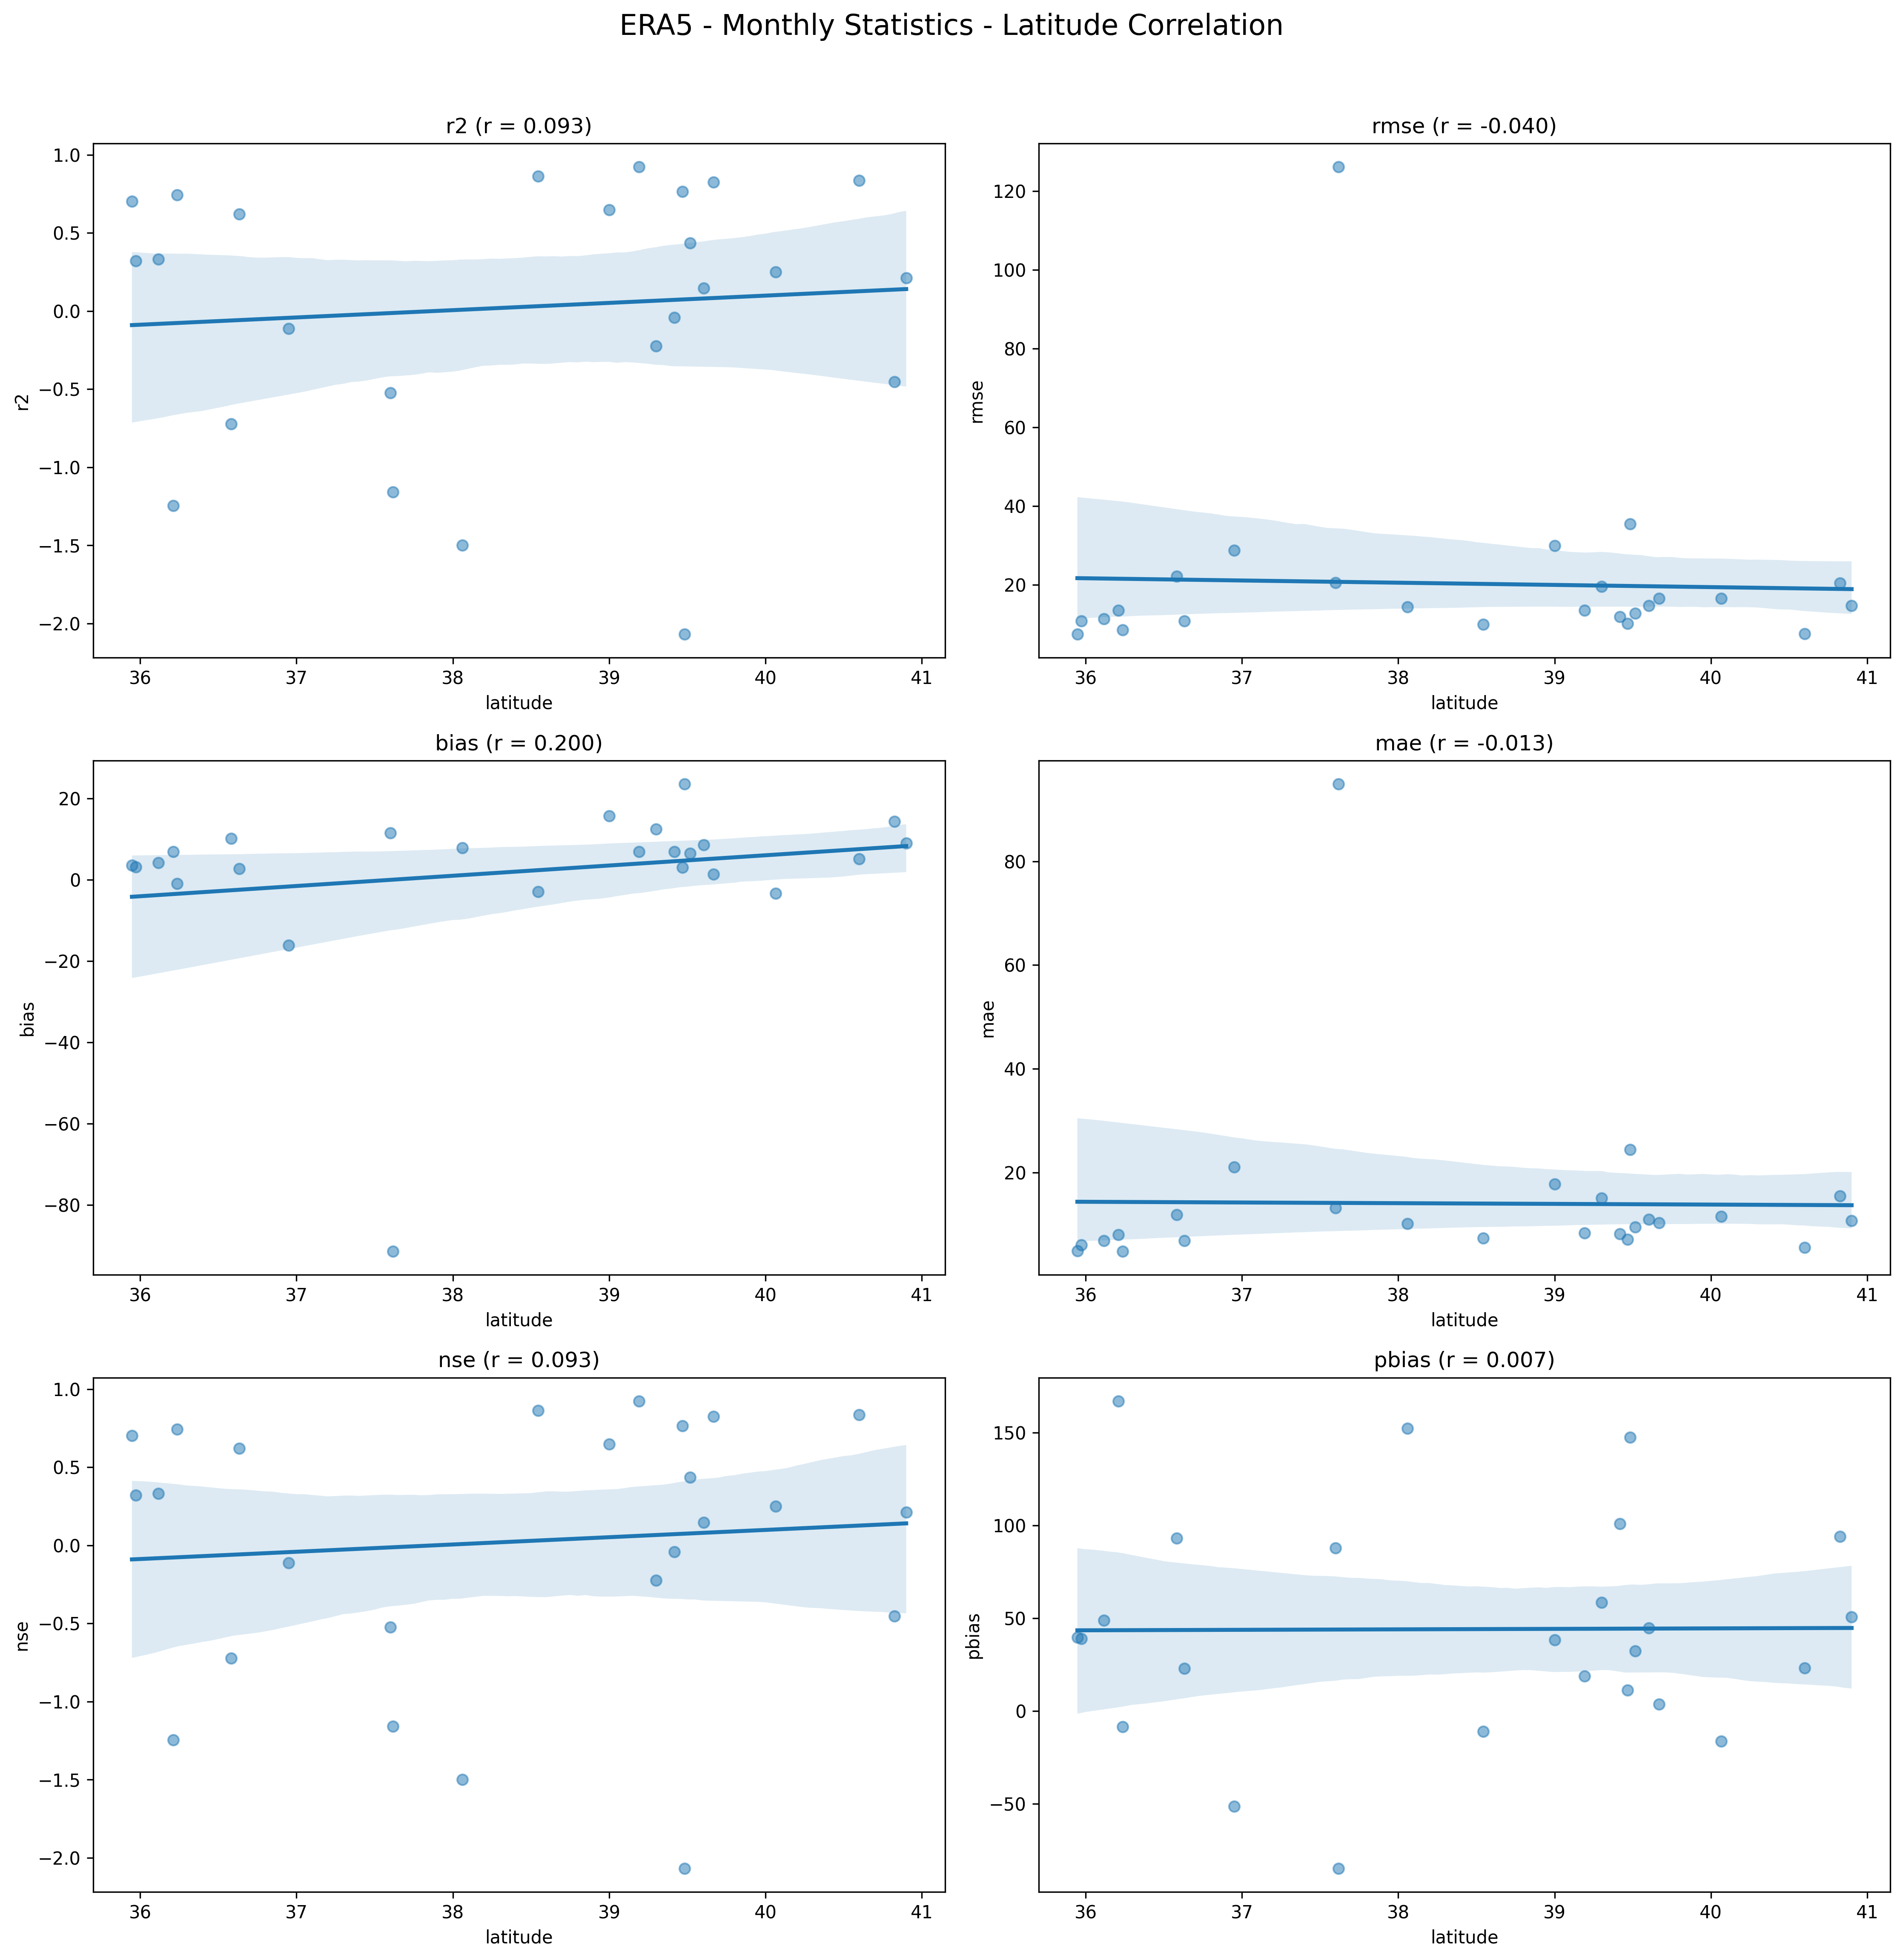 ERA5 - Monthly Statistics - Latitude Correlation
r2 (r = 0.093)
1.0
0.5
0.0
−0.5
−1.0
−1.5
−2.0
r2
36 37 38 39 40 41
latitude
rmse (r = -0.040)
120
100
80
60
40
20
rmse
36 37 38 39 40 41
latitude
bias (r = 0.200)
20
0
−20
−40
−60
−80
bias
36 37 38 39 40 41
latitude
mae (r = -0.013)
80
60
40
20
mae
36 37 38 39 40 41
latitude
nse (r = 0.093)
1.0
0.5
0.0
−0.5
−1.0
−1.5
−2.0
nse
36 37 38 39 40 41
latitude
pbias (r = 0.007)
150
100
50
0
−50
pbias
36 37 38 39 40 41
latitude